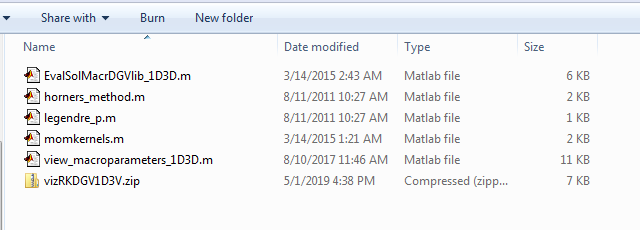 Share with Burn New folder
Name Date modified Type Size
EvalSolMacrDGVlib_1D3D.m 3/14/2015 2:43 AM Matlab file 6 KB
horners_method.m 8/11/2011 10:27 AM Matlab file 2 KB
legendre_p.m 8/11/2011 10:27 AM Matlab file 1 KB
momkernels.m 3/14/2015 1:21 AM Matlab file 2 KB
view_macroparameters_1D3D.m 8/10/2017 11:46 AM Matlab file 11 KB
vizRKDGV1D3V.zip 5/1/2019 4:38 PM Compressed (zipp... 7 KB